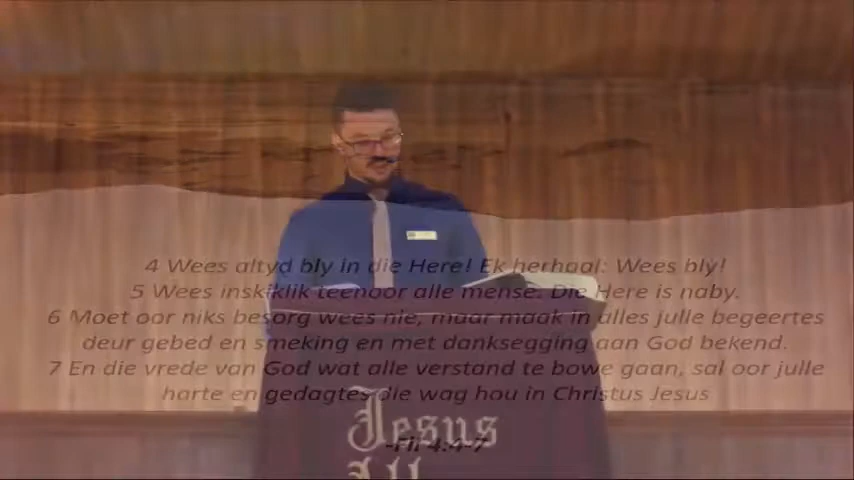 4 Wees altyd bly in die Here! Ek herhaal: Wees bly!
5 Wees inskiklik teenoor alle mense. Die Here is naby.
6 Moet oor niks besorg wees nie, maar maak in alles julle begeertes
deur gebed en smeking en met danksegging aan God bekend.
7 En die vrede van God wat alle verstand te bowe gaan, sal oor julle
harte en gedagtes die wag hou in Christus Jesus
Jesus
-Fil 4:4-7